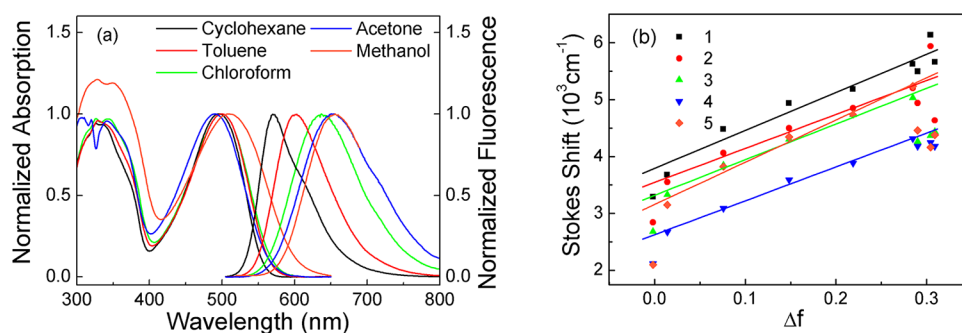 (a)
Cyclohexane
Toluene
Chloroform
Acetone
Methanol
Normalized Absorption
1.5
1.0
0.5
0.0
Normalized Fluorescence
1.5
1.0
0.5
0.0
300 400 500 600 700 800
Wavelength (nm)
(b)
1
2
3
4
5
Stokes Shift (10³cm⁻¹)
6
5
4
3
2
0.0 0.1 0.2 0.3
Δf